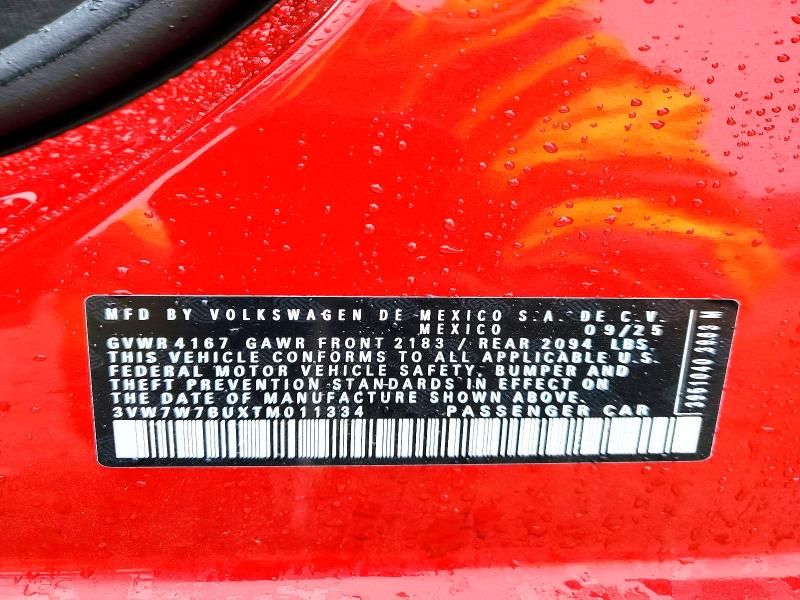 MFD BY VOLKSWAGEN DE MEXICO S.A. DE C.V.
MEXICO 09/25
GVWR 4167 GAWR FRONT 2183 / REAR 2094 LBS.
THIS VEHICLE CONFORMS TO ALL APPLICABLE U.S.
FEDERAL MOTOR VEHICLE SAFETY, BUMPER AND
THEFT PREVENTION STANDARDS IN EFFECT ON
THE DATE OF MANUFACTURE SHOWN ABOVE.
3VW7W7BUXTM011334 PASSENGER CAR